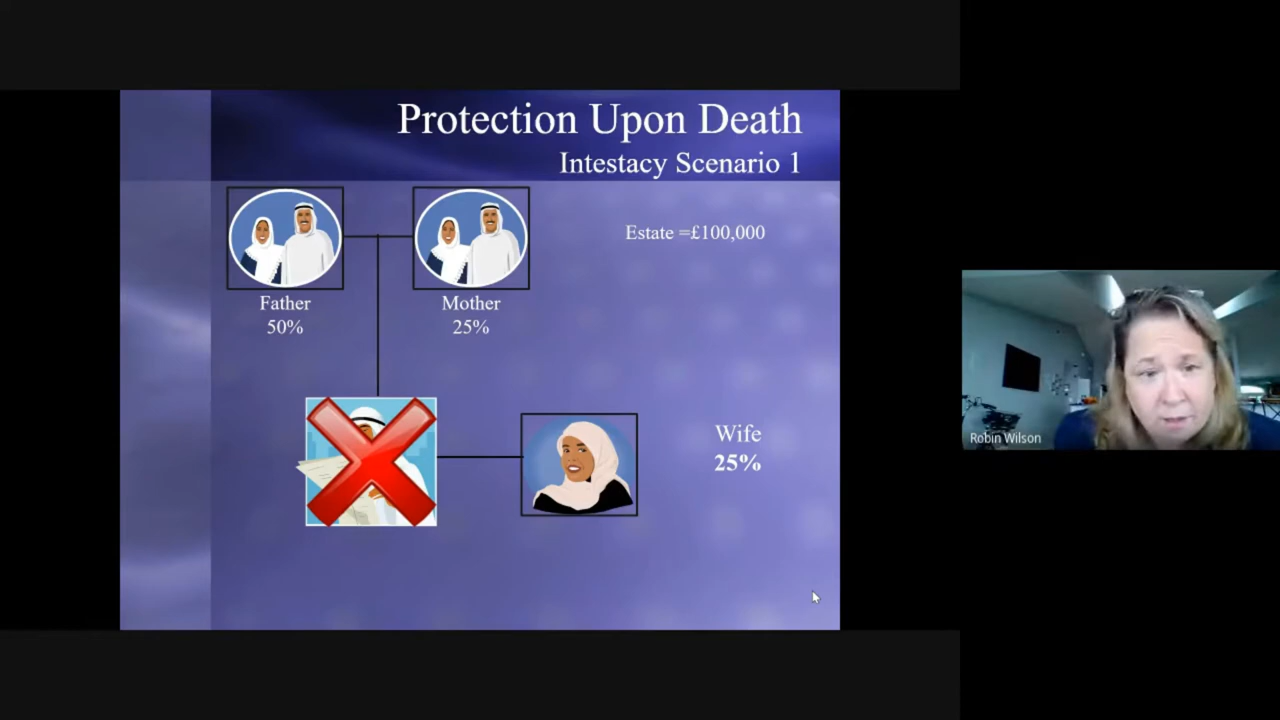 Protection Upon Death
Intestacy Scenario 1
Estate =£100,000
Father
50%
Mother
25%
Wife
25%
Robin Wilson